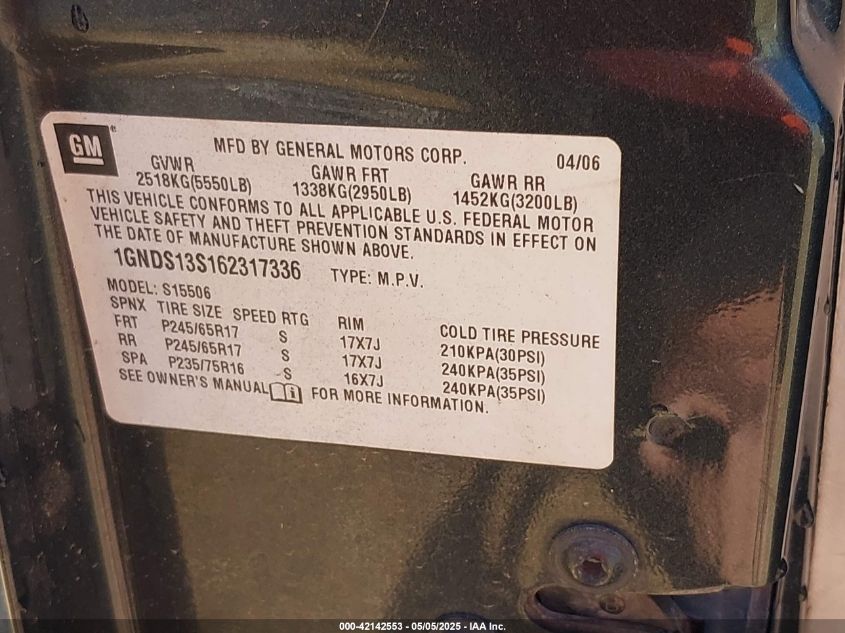 GM
MFD BY GENERAL MOTORS CORP. 04/06
GVWR GAWR FRT GAWR RR
2518KG(5550LB) 1338KG(2950LB) 1452KG(3200LB)
THIS VEHICLE CONFORMS TO ALL APPLICABLE U.S. FEDERAL MOTOR
VEHICLE SAFETY AND THEFT PREVENTION STANDARDS IN EFFECT ON
THE DATE OF MANUFACTURE SHOWN ABOVE.
1GNDS13S162317336 TYPE: M.P.V.
MODEL: S15506
SPNX TIRE SIZE SPEED RTG RIM COLD TIRE PRESSURE
FRT P245/65R17 S 17X7J 210KPA(30PSI)
RR P245/65R17 S 17X7J 240KPA(35PSI)
SPA P235/75R16 S 16X7J 240KPA(35PSI)
SEE OWNER'S MANUAL FOR MORE INFORMATION.
000-42142553 - 05/05/2025 - IAA Inc.